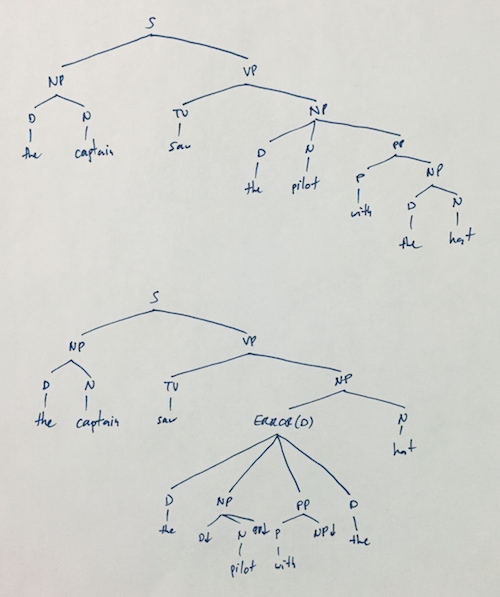 S
NP VP
D N TV NP
the captain saw D N PP
the pilot P NP
with D N
the hat
S
NP VP
D N TV NP
the captain saw ERROR(D) N
hat
D NP PP D
the D↓ N PP↓ P NP↓ the
pilot with